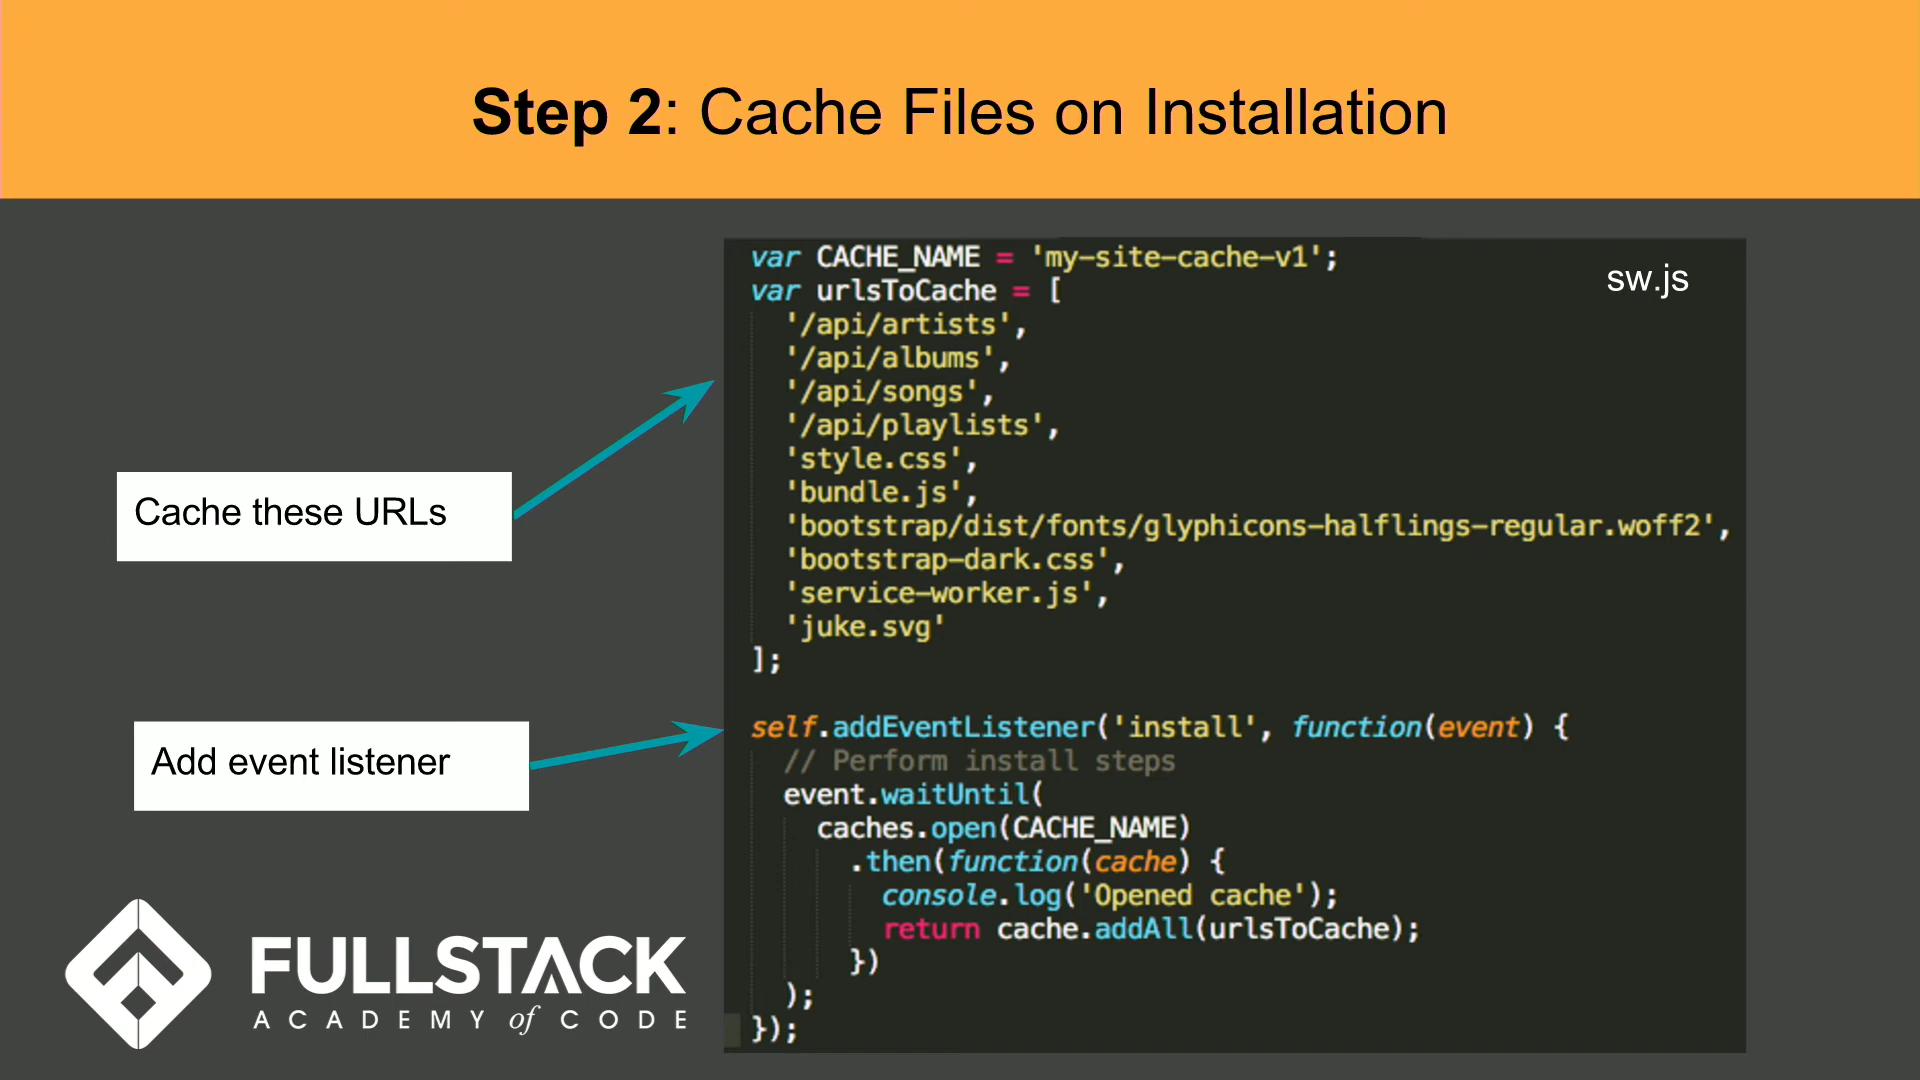 Step 2: Cache Files on Installation
sw.js
var CACHE_NAME = 'my-site-cache-v1';
var urlsToCache = [
'/api/artists',
'/api/albums',
'/api/songs',
'/api/playlists',
'style.css',
'bundle.js',
'bootstrap/dist/fonts/glyphicons-halflings-regular.woff2',
'bootstrap-dark.css',
'service-worker.js',
'juke.svg'
];
self.addEventListener('install', function(event) {
// Perform install steps
event.waitUntil(
caches.open(CACHE_NAME)
.then(function(cache) {
console.log('Opened cache');
return cache.addAll(urlsToCache);
})
);
});
Cache these URLs
Add event listener
FULLSTACK
ACADEMY of CODE